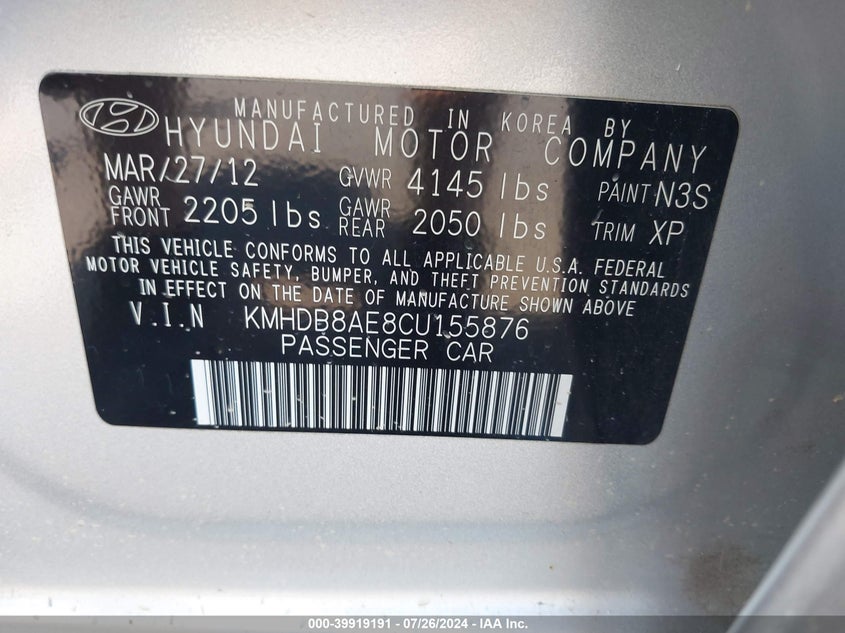 MANUFACTURED IN KOREA BY
HYUNDAI MOTOR COMPANY
MAR/27/12 GVWR 4145 lbs PAINT N3S
GAWR FRONT 2205 lbs GAWR REAR 2050 lbs TRIM XP
THIS VEHICLE CONFORMS TO ALL APPLICABLE U.S.A. FEDERAL
MOTOR VEHICLE SAFETY, BUMPER, AND THEFT PREVENTION STANDARDS
IN EFFECT ON THE DATE OF MANUFACTURE SHOWN ABOVE
V.I.N KMHDB8AE8CU155876
PASSENGER CAR
000-39919191 - 07/26/2024 - IAA Inc.